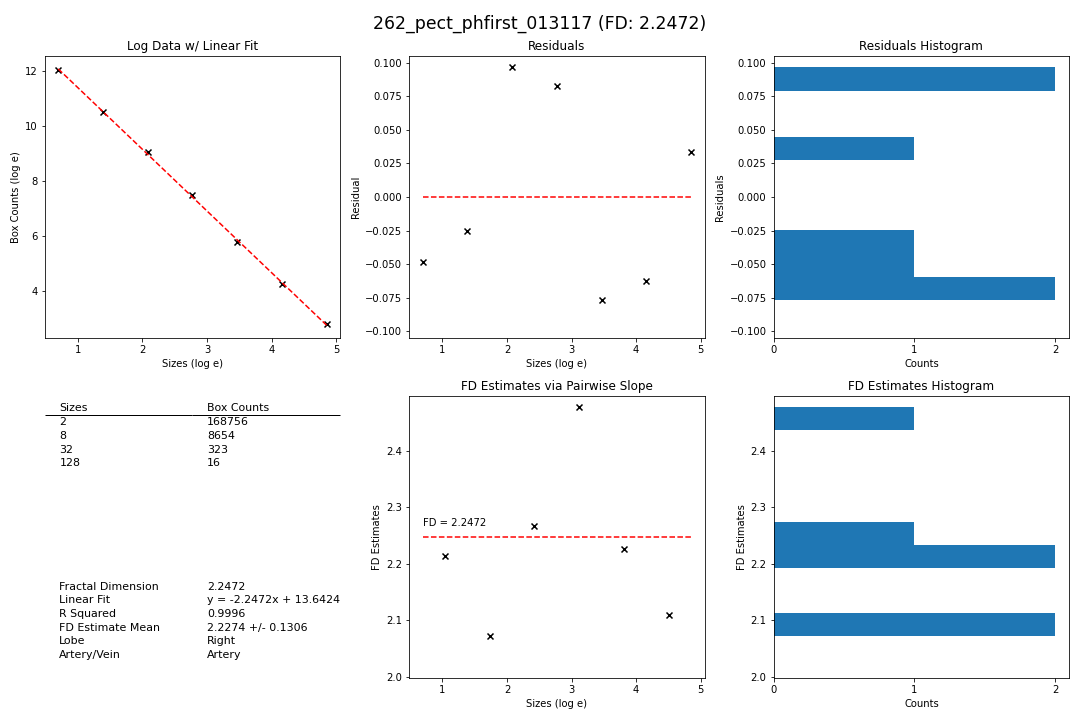 262_pect_phfirst_013117 (FD: 2.2472)
Log Data w/ Linear Fit
12
10
8
6
4
Box Counts (log e)
1 2 3 4 5
Sizes (log e)
Residuals
0.100
0.075
0.050
0.025
0.000
−0.025
−0.050
−0.075
−0.100
Residual
1 2 3 4 5
Sizes (log e)
Residuals Histogram
0.100
0.075
0.050
0.025
0.000
−0.025
−0.050
−0.075
−0.100
Residuals
0 1 2
Counts
Sizes Box Counts
2 168756
8 8654
32 323
128 16
Fractal Dimension 2.2472
Linear Fit y = -2.2472x + 13.6424
R Squared 0.9996
FD Estimate Mean 2.2274 +/- 0.1306
Lobe Right
Artery/Vein Artery
FD Estimates via Pairwise Slope
2.4
2.3
2.2
2.1
2.0
FD Estimates
FD = 2.2472
1 2 3 4 5
Sizes (log e)
FD Estimates Histogram
2.4
2.3
2.2
2.1
2.0
FD Estimates
0 1 2
Counts